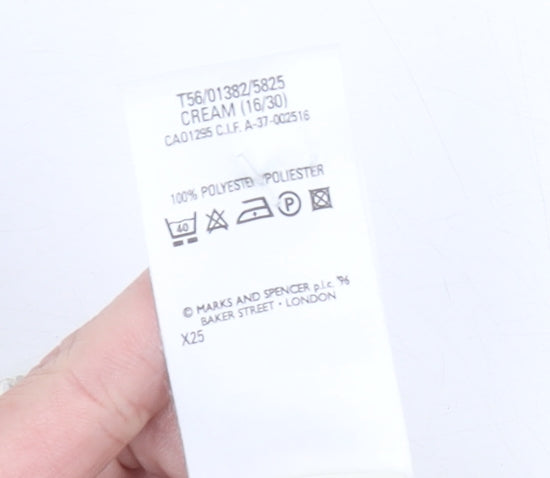 T56/01382/5825
CREAM (16/30)
CA01295 C.I.F. A-37-002516
100% POLYESTER POLIESTER
40 P
© MARKS AND SPENCER p.l.c. '96
BAKER STREET • LONDON
X25